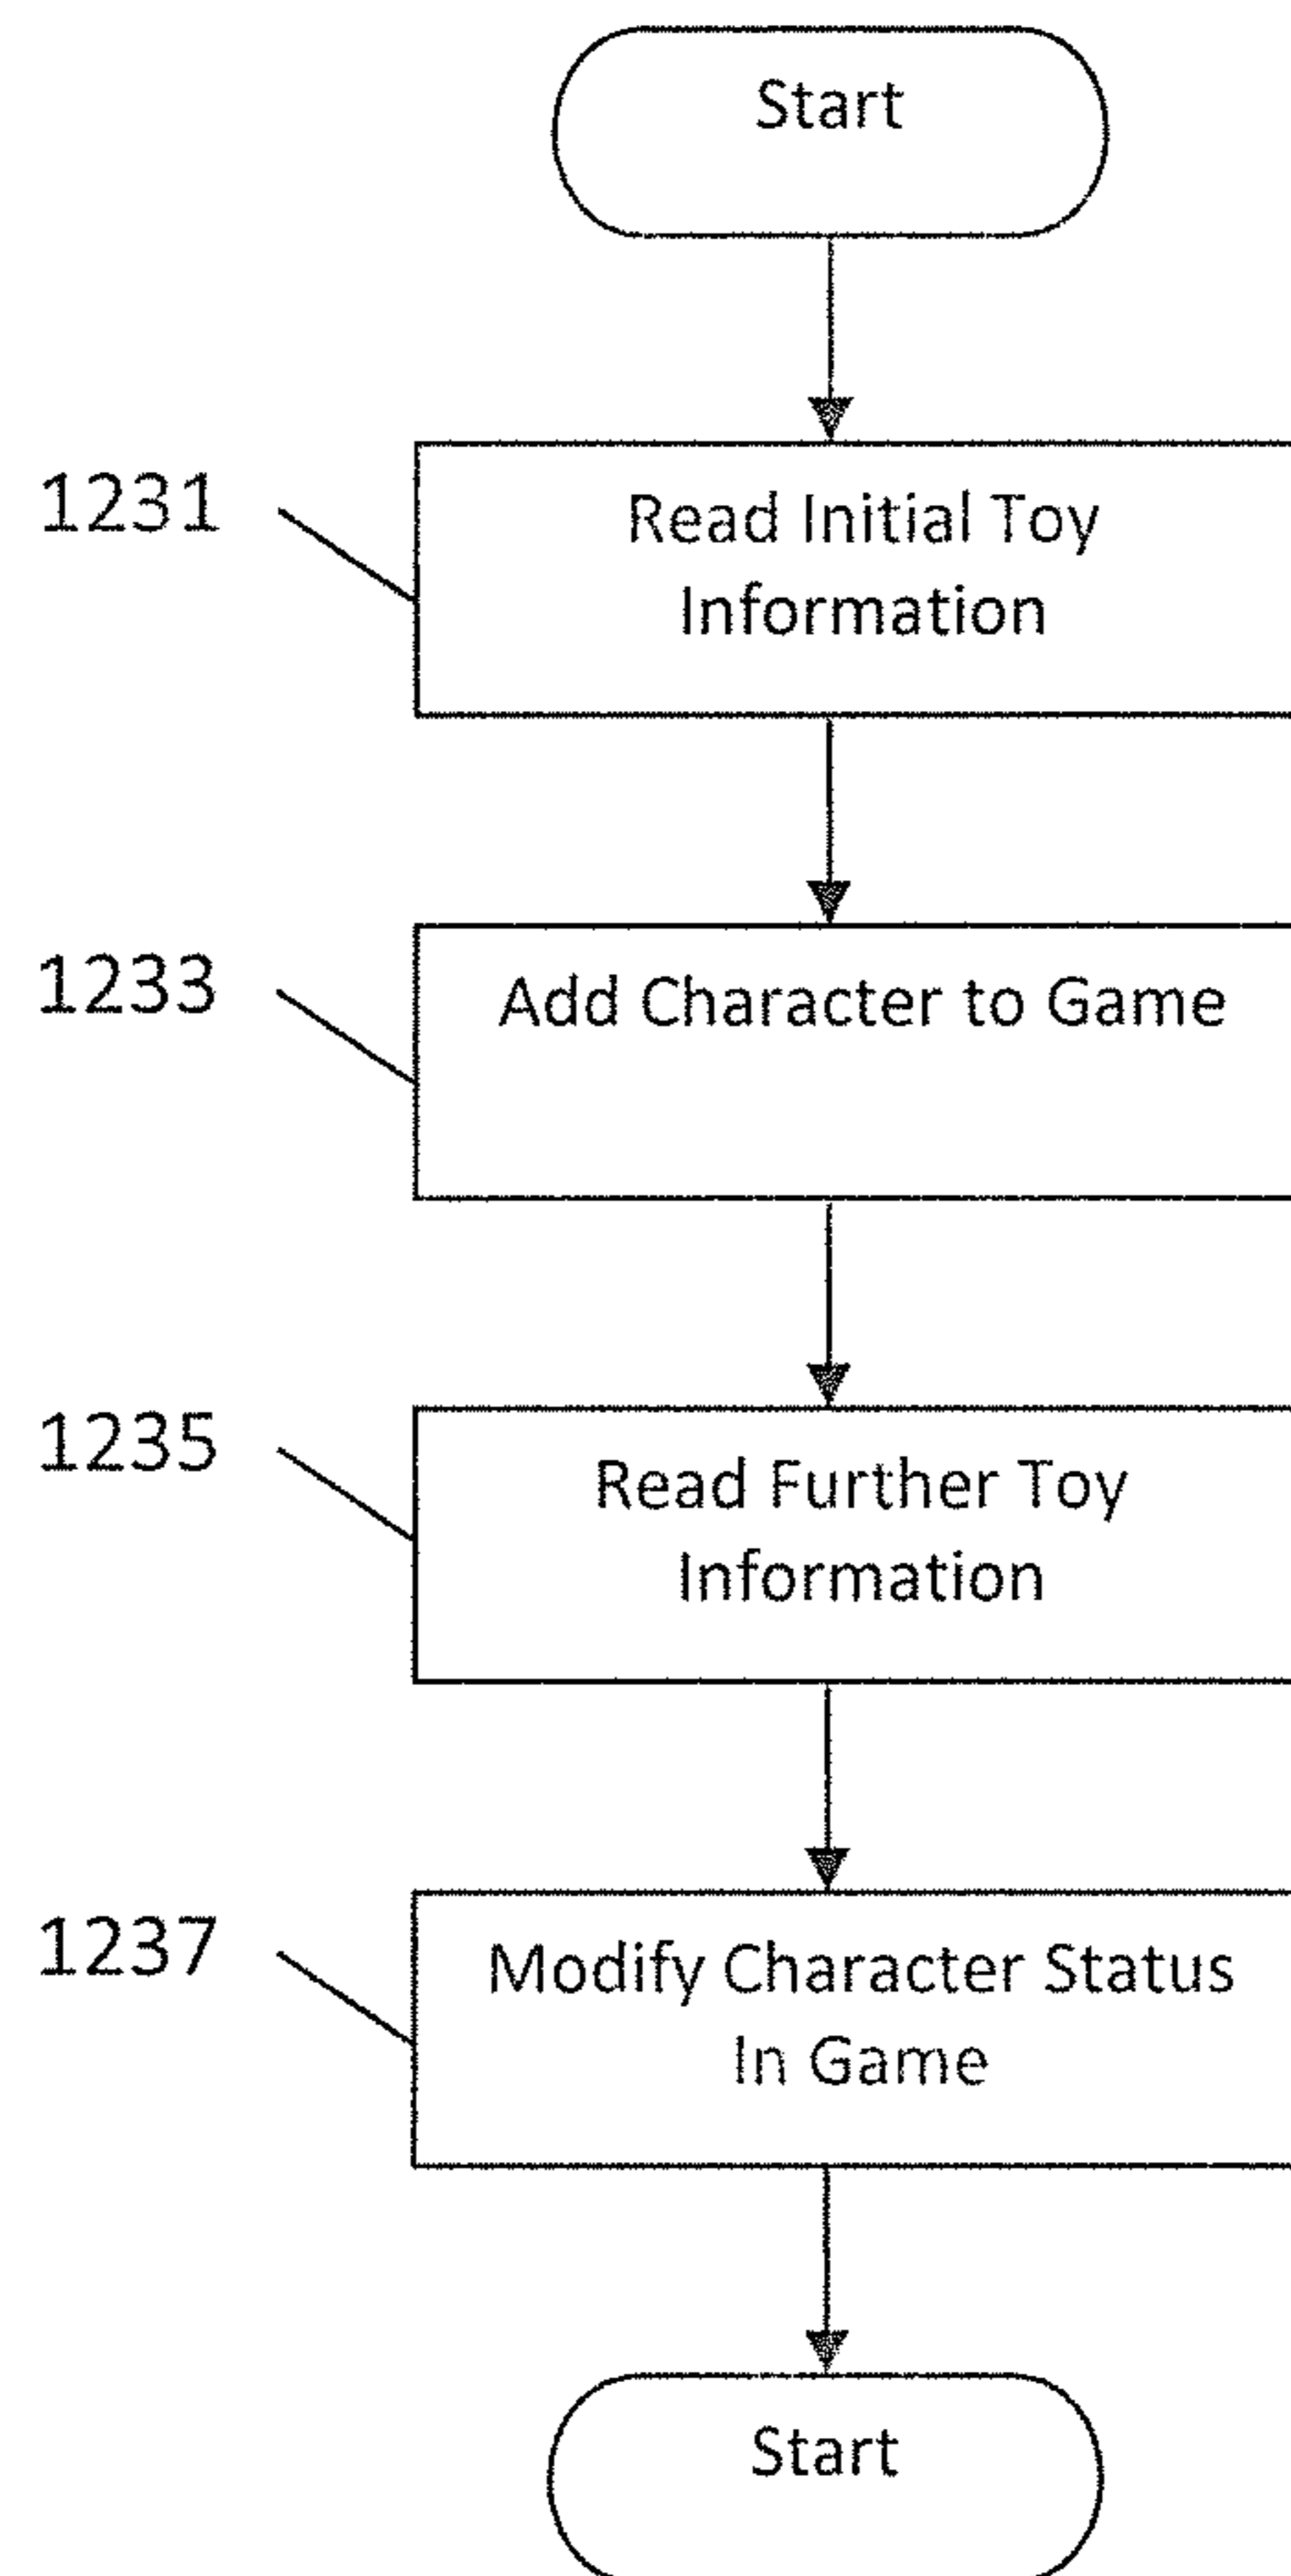 Start
1231
Read Initial Toy
Information
1233
Add Character to Game
1235
Read Further Toy
Information
1237
Modify Character Status
In Game
Start